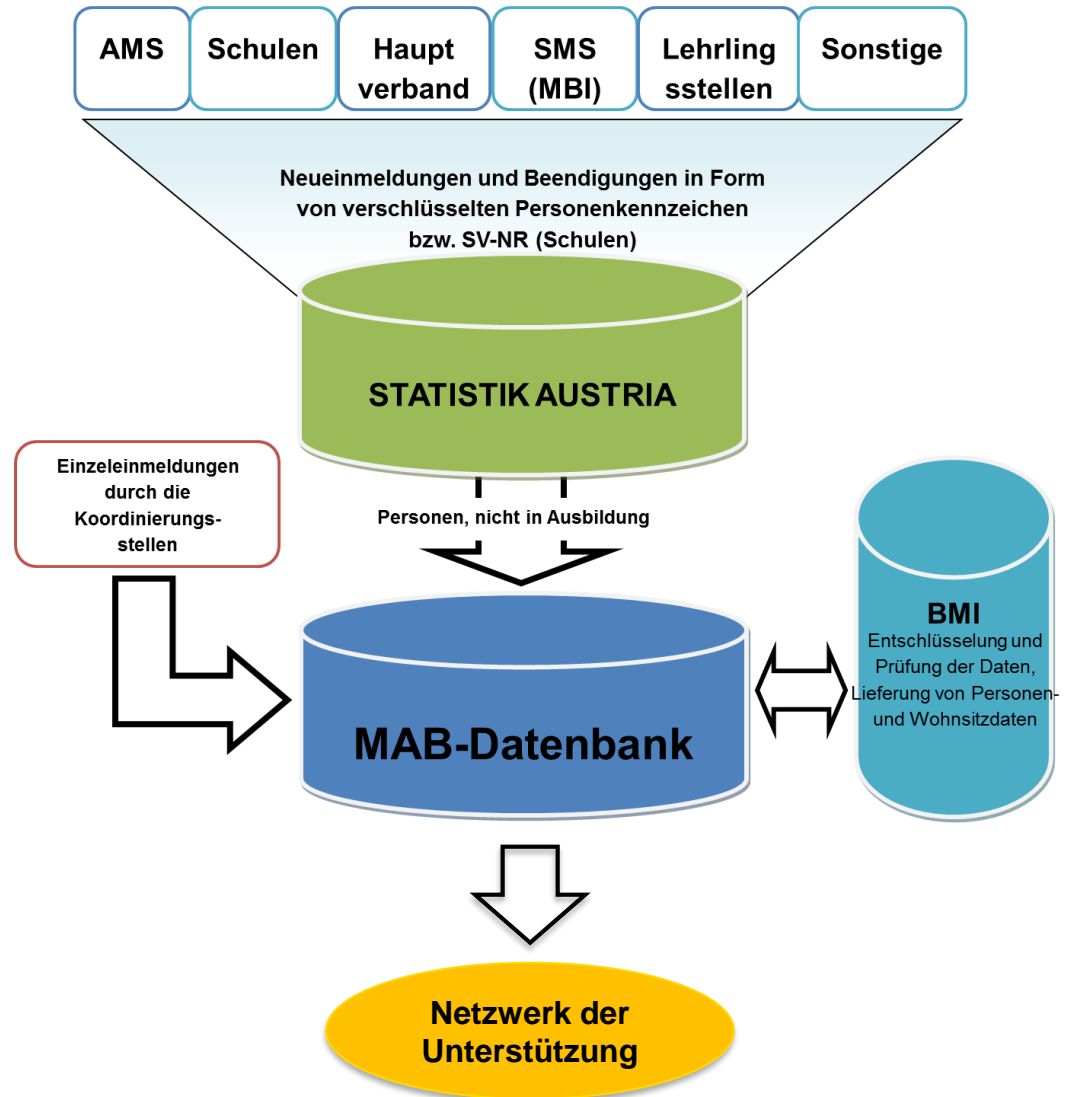 AMS
Schulen
Haupt
verband
SMS
(MBI)
Lehrling
sstellen
Sonstige
Neueinmeldungen und Beendigungen in Form
von verschlüsselten Personenkennzeichen
bzw. SV-NR (Schulen)
STATISTIK AUSTRIA
Einzeleinmeldungen
durch die
Koordinierungs-
stellen
Personen, nicht in Ausbildung
BMI
Entschlüsselung und
Prüfung der Daten,
Lieferung von Personen-
und Wohnsitzdaten
MAB-Datenbank
Netzwerk der
Unterstützung